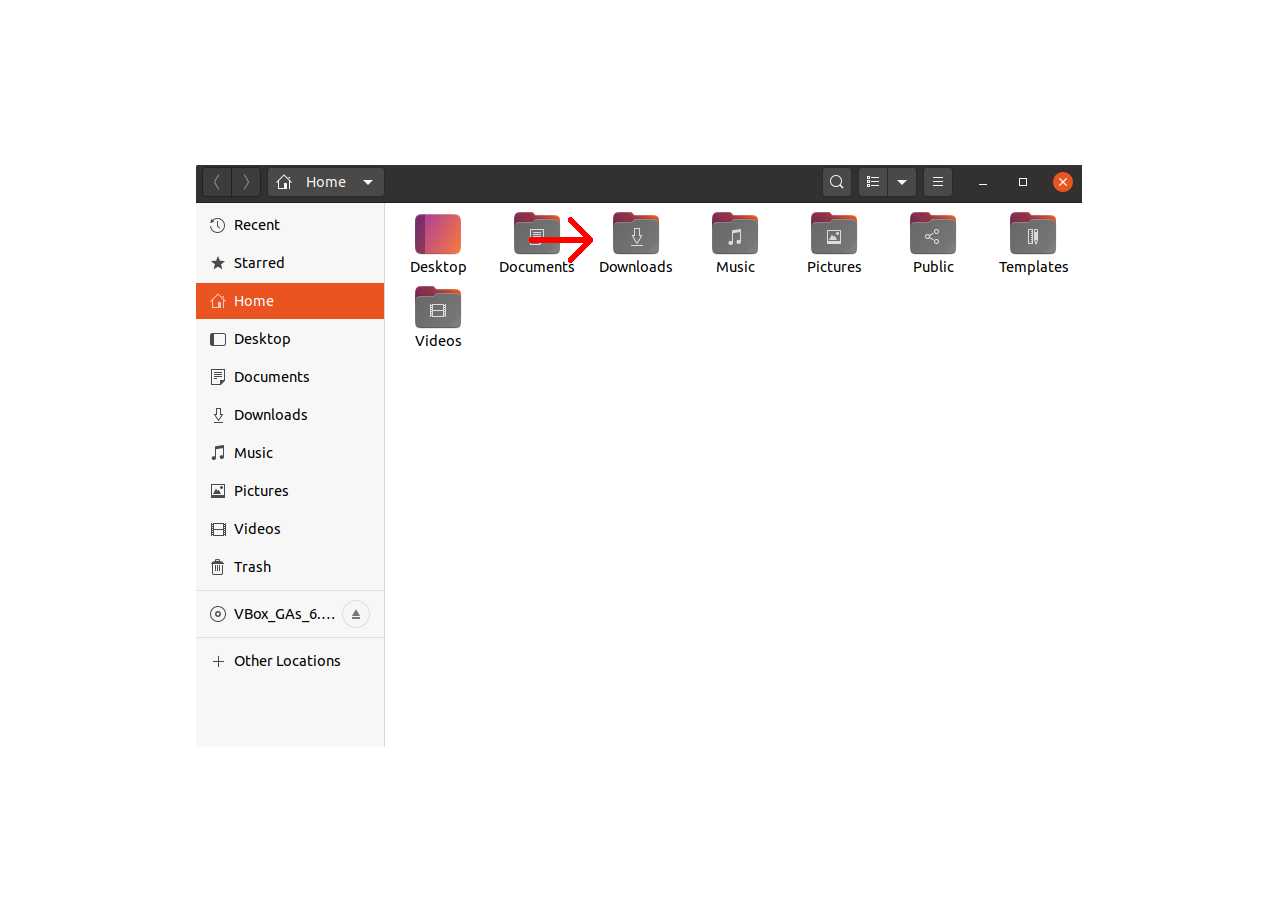 Home
Recent
Starred
Home
Desktop
Documents
Downloads
Music
Pictures
Videos
Trash
VBox_GAs_6.…
Other Locations
Desktop Documents Downloads Music Pictures Public Templates
Videos